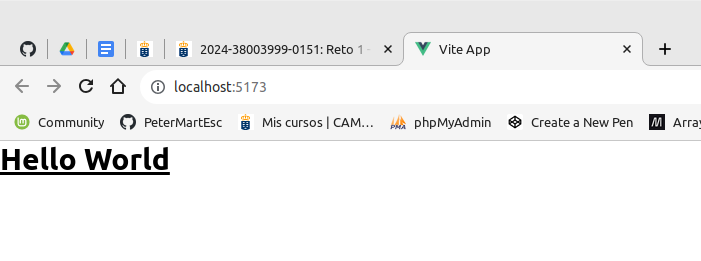 2024-38003999-0151: Reto 1 -
Vite App
localhost:5173
Community
PeterMartEsc
Mis cursos | CAM...
PMA
phpMyAdmin
Create a New Pen
M
Array
Hello World